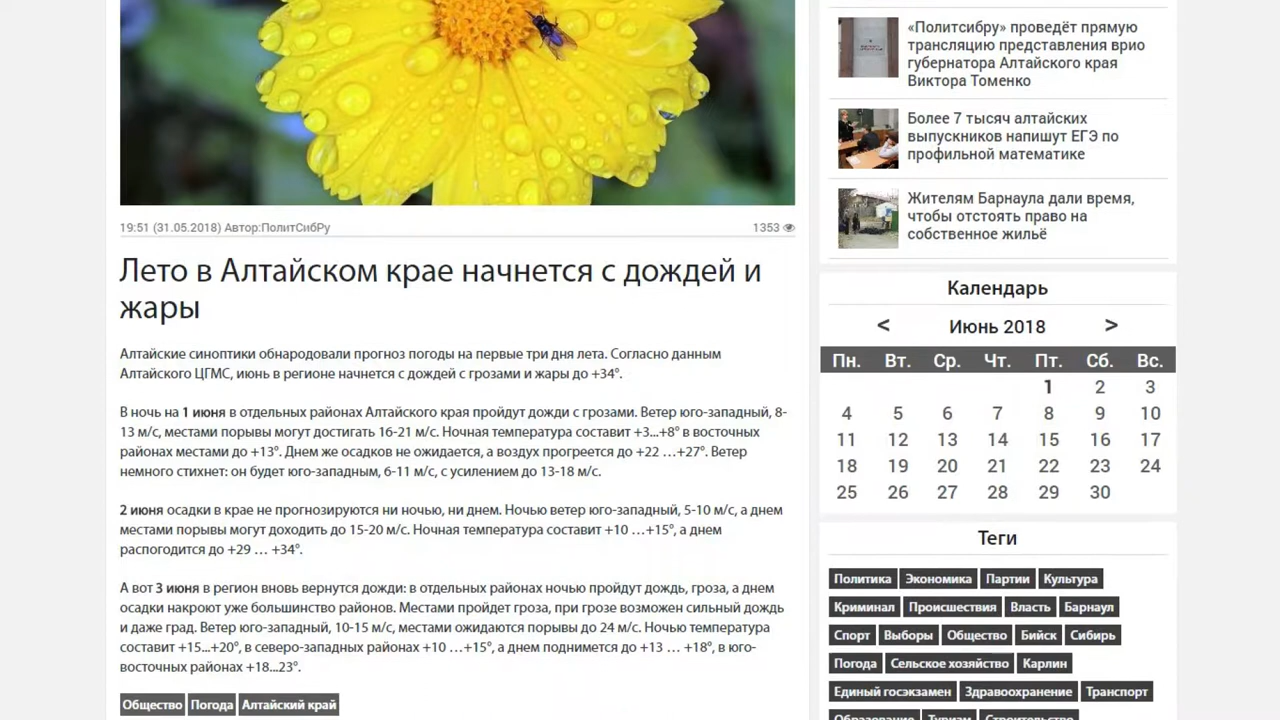 19:51 (31.05.2018) Автор:ПолитСибРу
1353
Лето в Алтайском крае начнется с дождей и
жары
Алтайские синоптики обнародовали прогноз погоды на первые три дня лета. Согласно данным
Алтайского ЦГМС, июнь в регионе начнется с дождей с грозами и жары до +34°.
В ночь на 1 июня в отдельных районах Алтайского края пройдут дожди с грозами. Ветер юго-западный, 8-
13 м/с, местами порывы могут достигать 16-21 м/с. Ночная температура составит +3...+8° в восточных
районах местами до +13°. Днем же осадков не ожидается, а воздух прогреется до +22 …+27°. Ветер
немного стихнет: он будет юго-западным, 6-11 м/с, с усилением до 13-18 м/с.
2 июня осадки в крае не прогнозируются ни ночью, ни днем. Ночью ветер юго-западный, 5-10 м/с, а днем
местами порывы могут доходить до 15-20 м/с. Ночная температура составит +10 …+15°, а днем
распогодится до +29 … +34°.
А вот 3 июня в регион вновь вернутся дожди: в отдельных районах ночью пройдут дождь, гроза, а днем
осадки накроют уже большинство районов. Местами пройдет гроза, при грозе возможен сильный дождь
и даже град. Ветер юго-западный, 10-15 м/с, местами ожидаются порывы до 24 м/с. Ночью температура
составит +15...+20°, в северо-западных районах +10 …+15°, а днем поднимется до +13 … +18°, в юго-
восточных районах +18...23°.
Общество Погода Алтайский край
«Политсибру» проведёт прямую
трансляцию представления врио
губернатора Алтайского края
Виктора Томенко
Более 7 тысяч алтайских
выпускников напишут ЕГЭ по
профильной математике
Жителям Барнаула дали время,
чтобы отстоять право на
собственное жильё
Календарь
< Июнь 2018 >
Пн. Вт. Ср. Чт. Пт. Сб. Вс.
1 2 3
4 5 6 7 8 9 10
11 12 13 14 15 16 17
18 19 20 21 22 23 24
25 26 27 28 29 30
Теги
Политика Экономика Партии Культура
Криминал Происшествия Власть Барнаул
Спорт Выборы Общество Бийск Сибирь
Погода Сельское хозяйство Карлин
Единый госэкзамен Здравоохранение Транспорт
Образование Туризм Строительство